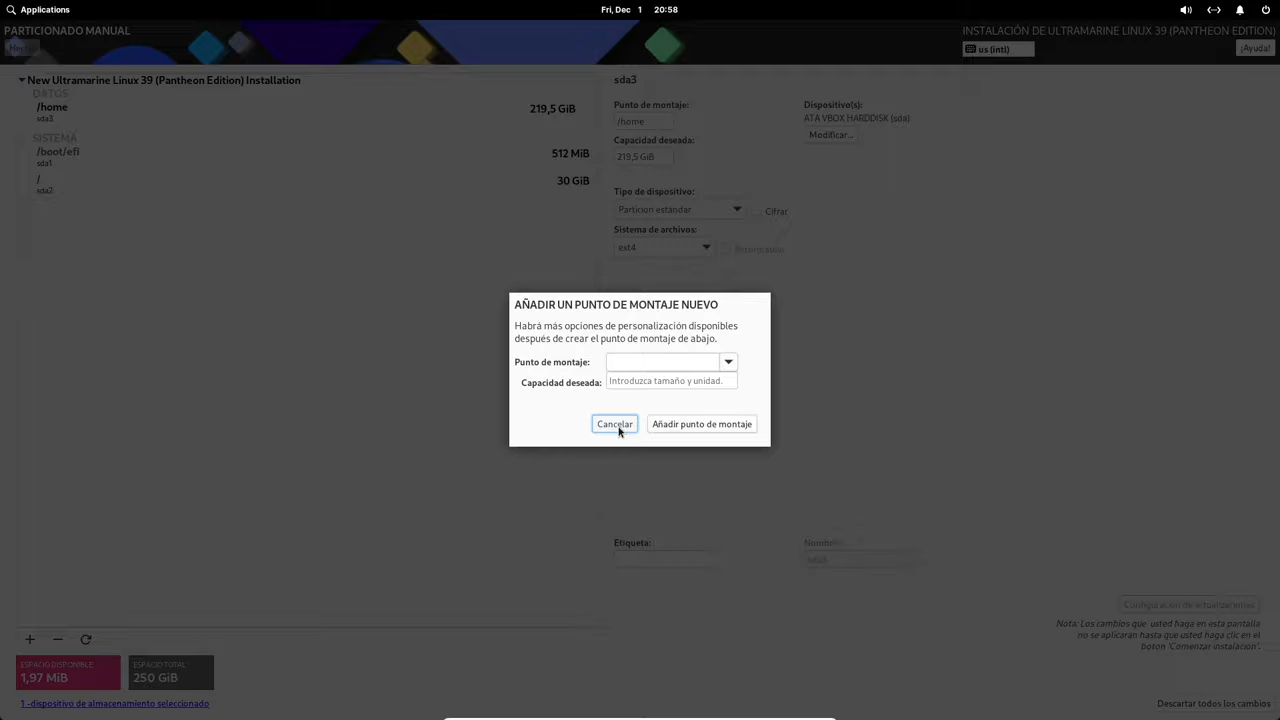 Applications
Fri, Dec 1 20:58
PARTICIONADO MANUAL
INSTALACIÓN DE ULTRAMARINE LINUX 39 (PANTHEON EDITION)
Hecho
us (intl)
¡Ayuda!
New Ultramarine Linux 39 (Pantheon Edition) Installation
DATOS
/home
219,5 GiB
sda3
SISTEMA
/boot/efi
512 MiB
sda1
/
30 GiB
sda2
sda3
Punto de montaje:
Dispositivo(s):
/home
ATA VBOX HARDDISK (sda)
Capacidad deseada:
Modificar...
219,5 GiB
Tipo de dispositivo:
Partición estándar
Cifrar
Sistema de archivos:
ext4
Reformatear
AÑADIR UN PUNTO DE MONTAJE NUEVO
Habrá más opciones de personalización disponibles
después de crear el punto de montaje de abajo.
Punto de montaje:
Capacidad deseada:
Introduzca tamaño y unidad.
Cancelar
Añadir punto de montaje
Etiqueta:
Nombre:
sda3
Configuración de actualizaciones
Nota: Los cambios que usted haga en esta pantalla
no se aplicarán hasta que usted haga clic en el
botón 'Comenzar instalación'.
ESPACIO DISPONIBLE
1,97 MiB
ESPACIO TOTAL
250 GiB
1 -dispositivo de almacenamiento seleccionado
Descartar todos los cambios